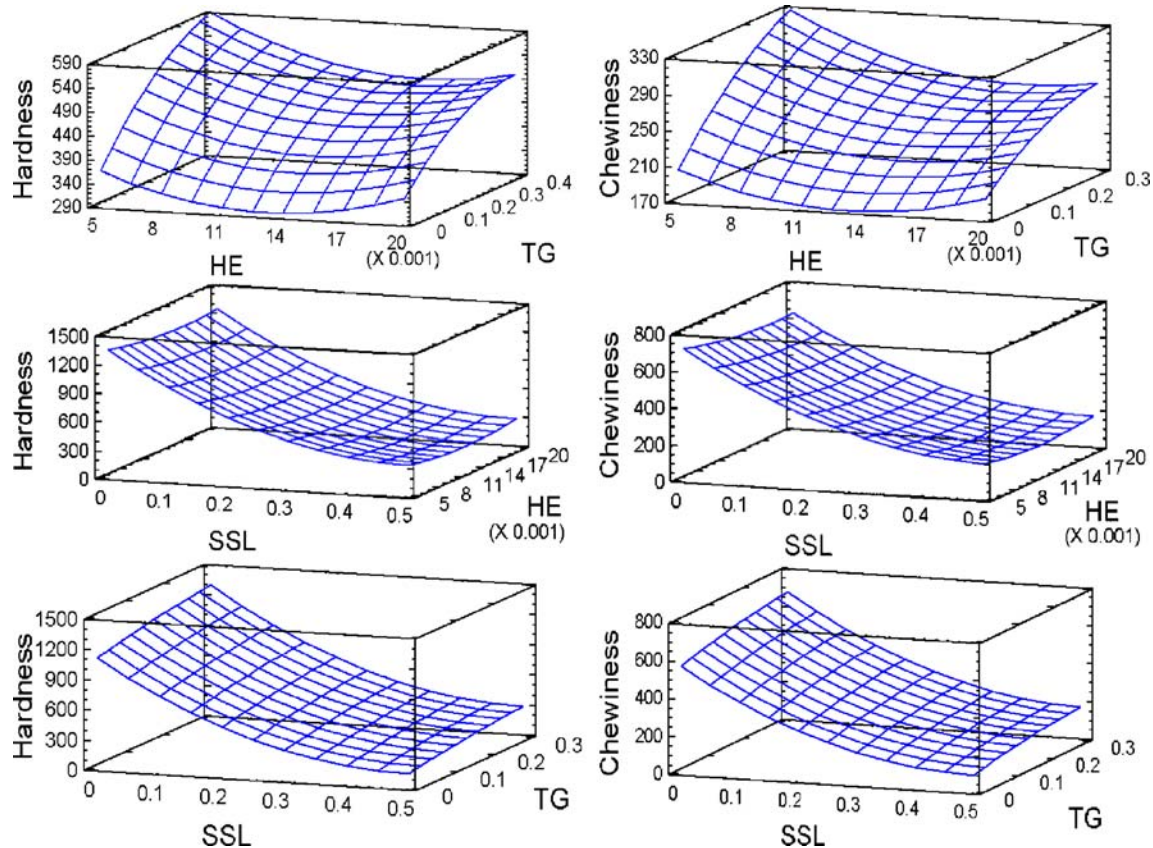 Hardness
590
540
490
440
390
340
290
5 8 11 14 17 20
(X 0.001)
HE
0 0.1 0.2 0.3 0.4
TG
Chewiness
330
290
250
210
170
5 8 11 14 17 20
(X 0.001)
HE
0 0.1 0.2 0.3
TG
Hardness
1500
1200
900
600
300
0
0 0.1 0.2 0.3 0.4 0.5
SSL
5 8 11 14 17 20
HE
(X 0.001)
Chewiness
800
600
400
200
0
0 0.1 0.2 0.3 0.4 0.5
SSL
5 8 11 14 17 20
HE
(X 0.001)
Hardness
1500
1200
900
600
300
0
0 0.1 0.2 0.3 0.4 0.5
SSL
0 0.1 0.2 0.3
TG
Chewiness
800
600
400
200
0
0 0.1 0.2 0.3 0.4 0.5
SSL
0 0.1 0.2 0.3
TG